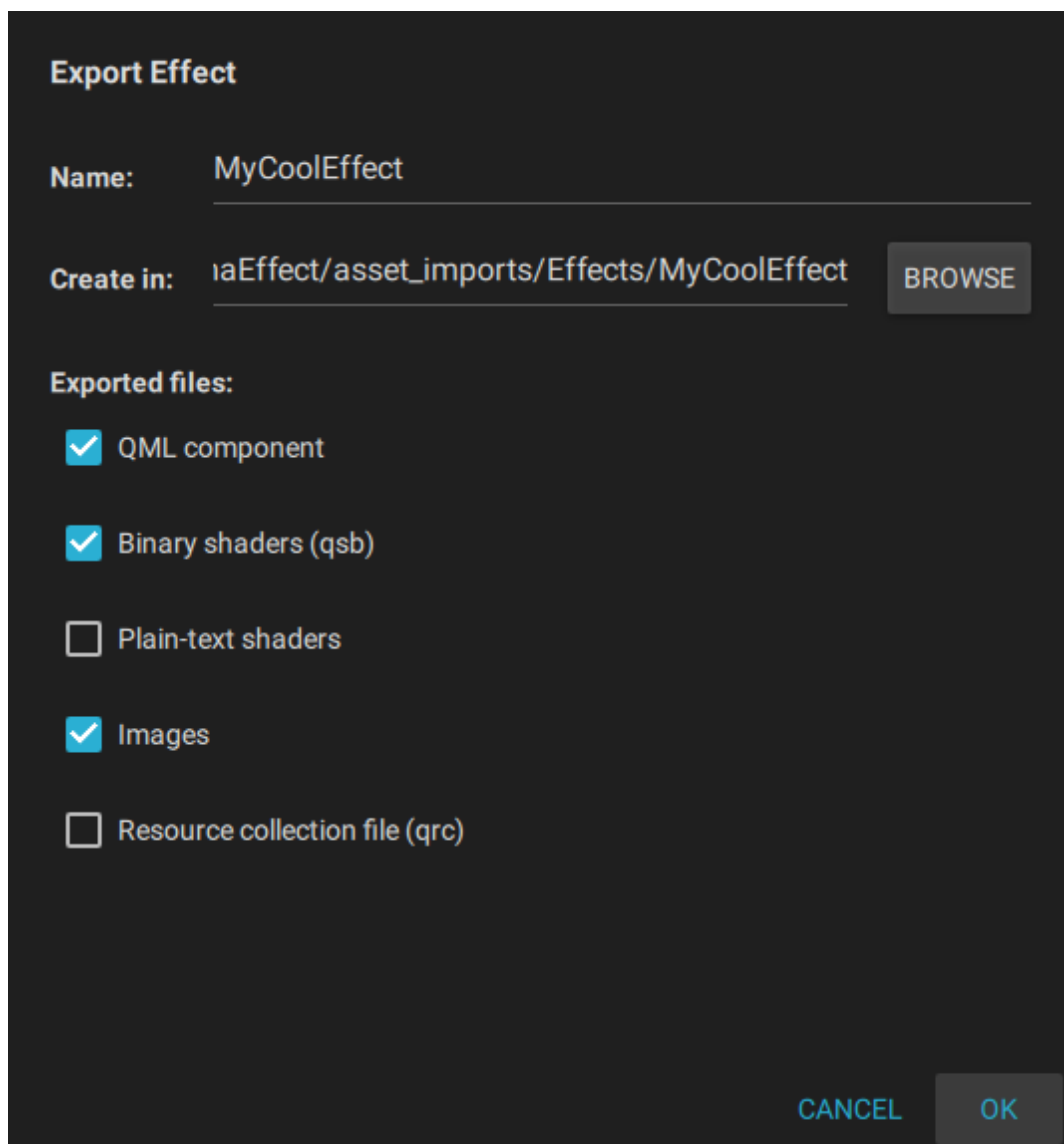 Export Effect
Name: MyCoolEffect
Create in: aEffect/asset_imports/Effects/MyCoolEffect BROWSE
Exported files:
QML component
Binary shaders (qsb)
Plain-text shaders
Images
Resource collection file (qrc)
CANCEL OK